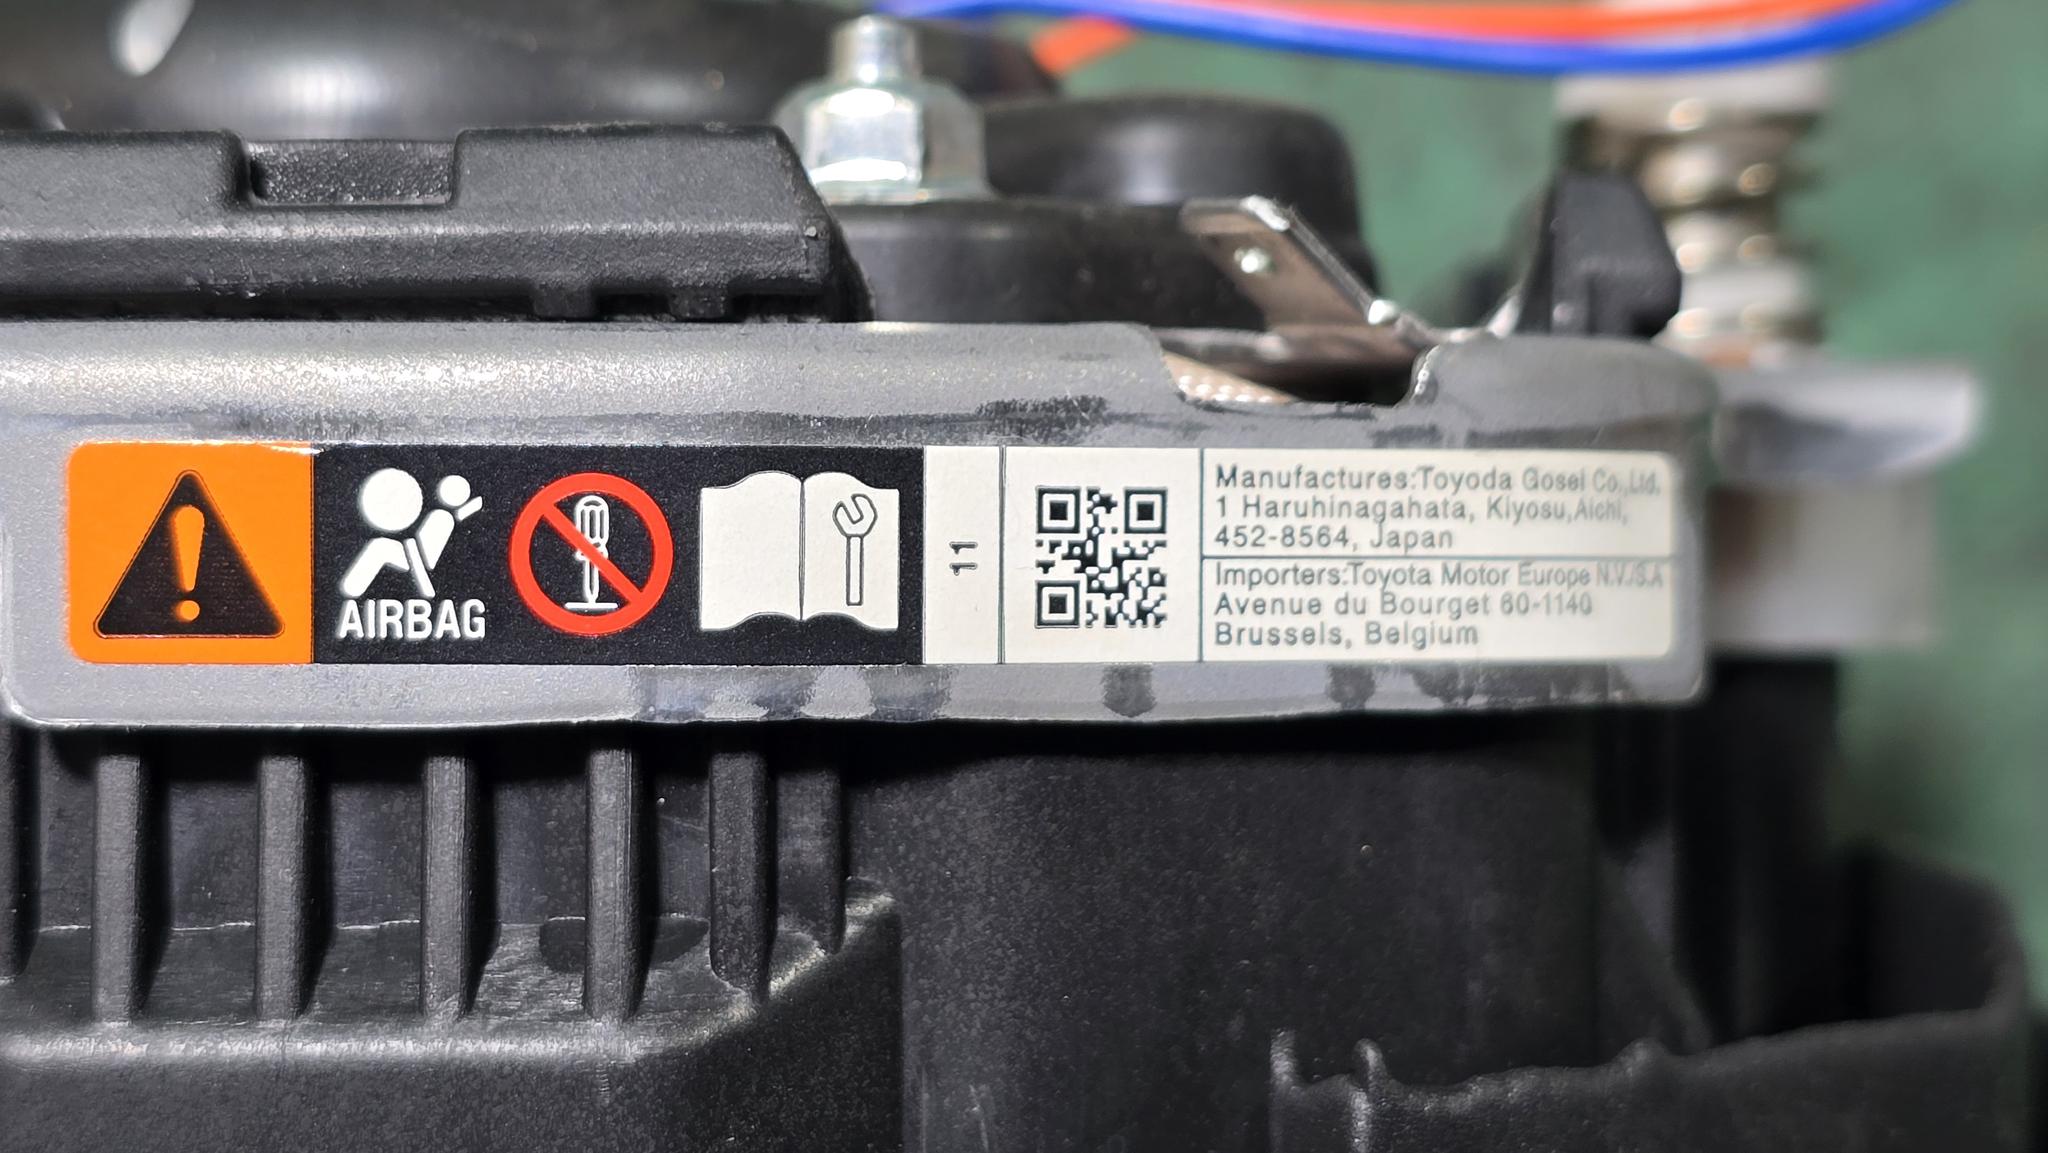 AIRBAG
11
Manufactures:Toyoda Gosei Co.,Ltd.
1 Haruhinagahata, Kiyosu,Aichi,
452-8564, Japan
Importers:Toyota Motor Europe N.V./S.A
Avenue du Bourget 60-1140
Brussels, Belgium